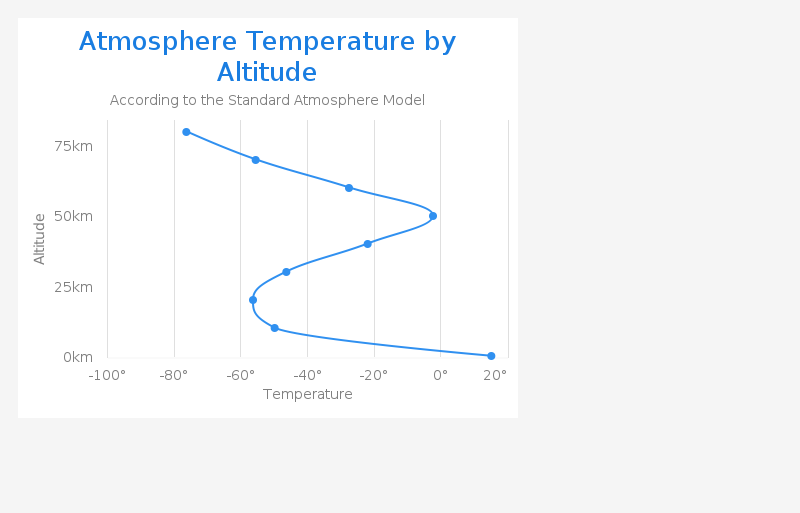 Atmosphere Temperature by
Altitude
According to the Standard Atmosphere Model
75km
50km
25km
0km
Altitude
-100°
-80°
-60°
-40°
-20°
0°
20°
Temperature